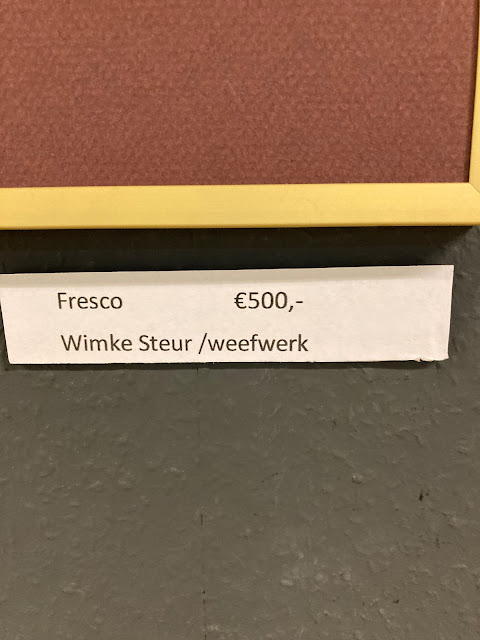 Fresco €500,-
Wimke Steur /weefwerk